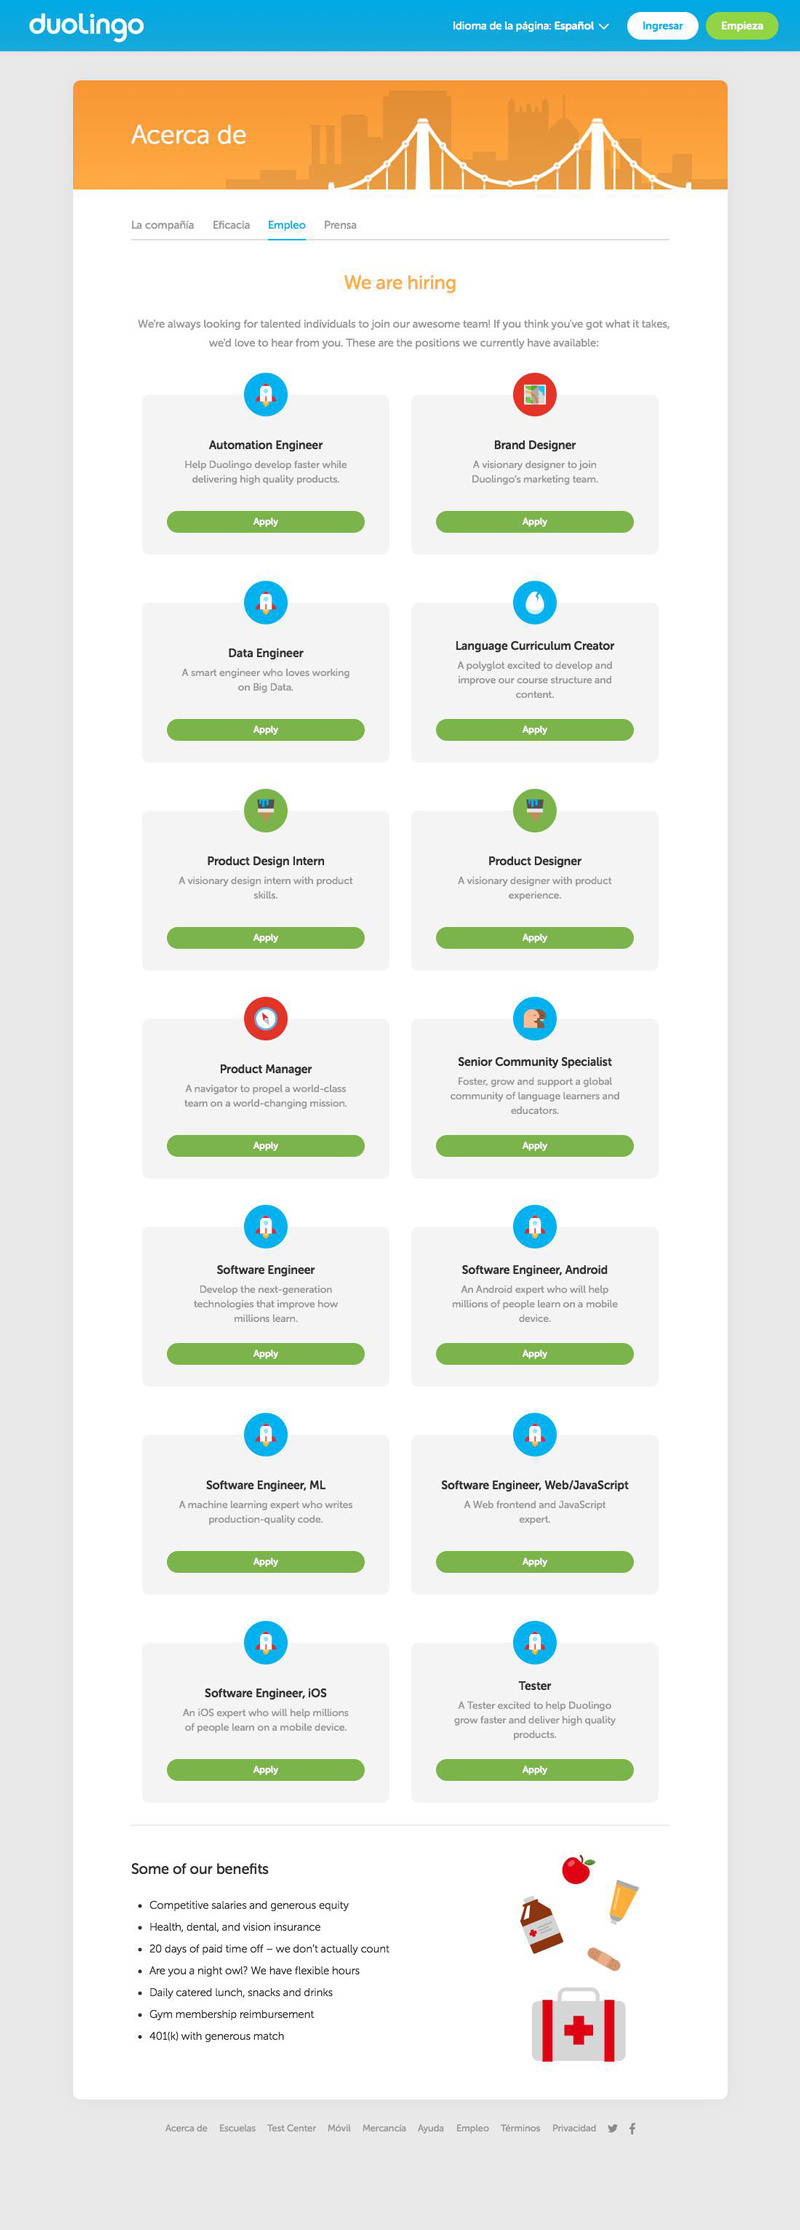 duolingo
Idioma de la página: Español
Ingresar
Empieza
Acerca de
La compañía Eficacia Empleo Prensa
We are hiring
We're always looking for talented individuals to join our awesome team! If you think you've got what it takes,
we'd love to hear from you. These are the positions we currently have available:
Automation Engineer
Help Duolingo develop faster while
delivering high quality products.
Apply
Brand Designer
A visionary designer to join
Duolingo's marketing team.
Apply
Data Engineer
A smart engineer who loves working
on Big Data.
Apply
Language Curriculum Creator
A polyglot excited to develop and
improve our course structure and
content.
Apply
Product Design Intern
A visionary design intern with product
skills.
Apply
Product Designer
A visionary designer with product
experience.
Apply
Product Manager
A navigator to propel a world-class
team on a world-changing mission.
Apply
Senior Community Specialist
Foster, grow and support a global
community of language learners and
educators.
Apply
Software Engineer
Develop the next-generation
technologies that improve how
millions learn.
Apply
Software Engineer, Android
An Android expert who will help
millions of people learn on a mobile
device.
Apply
Software Engineer, ML
A machine learning expert who writes
production-quality code.
Apply
Software Engineer, Web/JavaScript
A Web frontend and JavaScript
expert.
Apply
Software Engineer, iOS
An iOS expert who will help millions
of people learn on a mobile device.
Apply
Tester
A Tester excited to help Duolingo
grow faster and deliver high quality
products.
Apply
Some of our benefits
• Competitive salaries and generous equity
• Health, dental, and vision insurance
• 20 days of paid time off – we don't actually count
• Are you a night owl? We have flexible hours
• Daily catered lunch, snacks and drinks
• Gym membership reimbursement
• 401(k) with generous match
Acerca de Escuelas Test Center Móvil Mercancía Ayuda Empleo Términos Privacidad